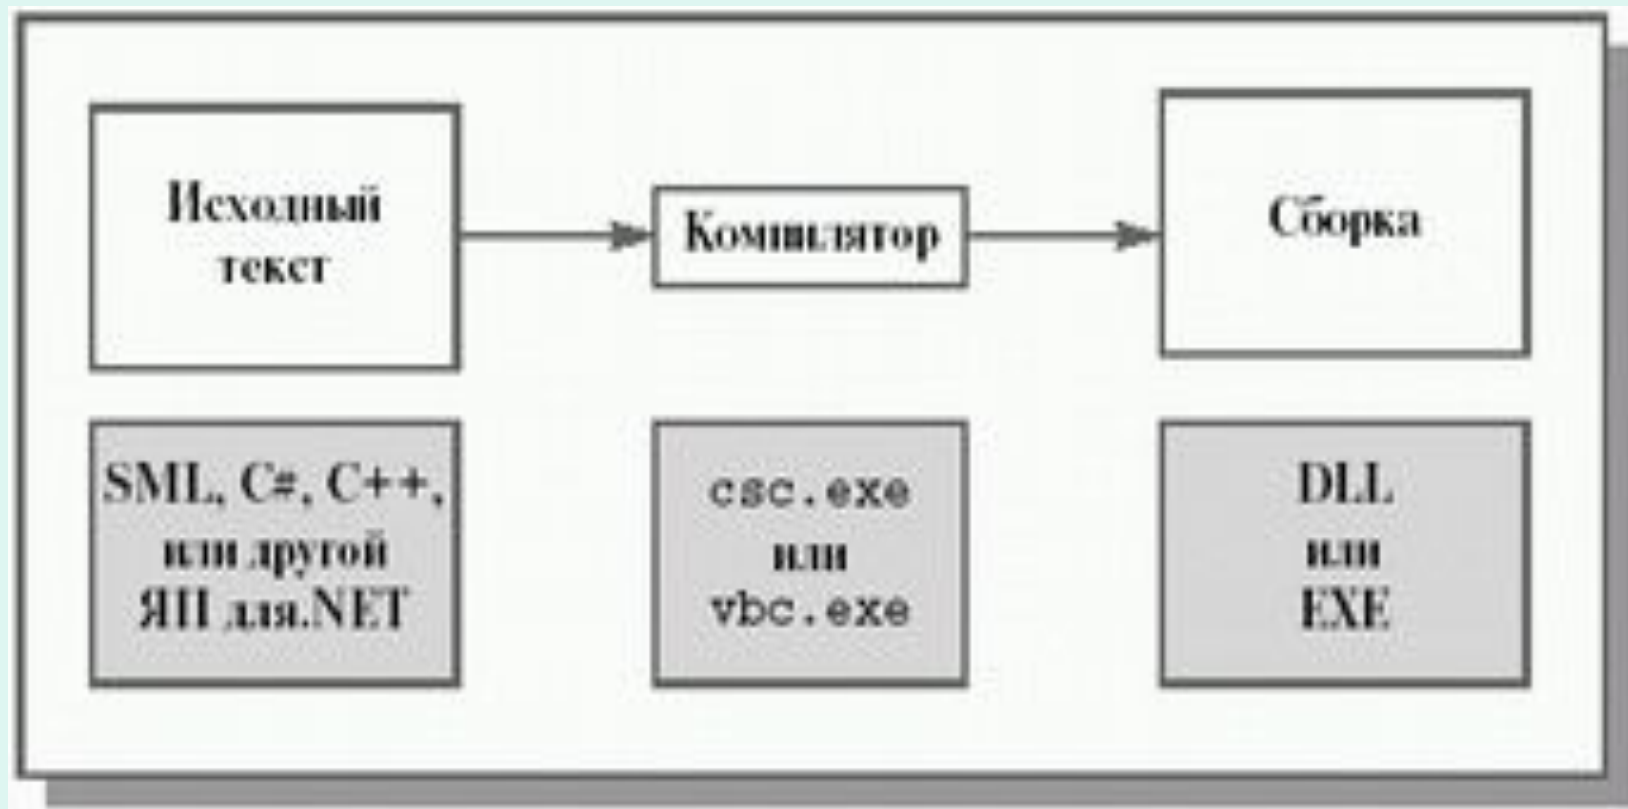 Исходный
текст
Компилятор
Сборка
SML, C#, C++,
или другой
ЯП для.NET
csc.exe
или
vbc.exe
DLL
или
EXE